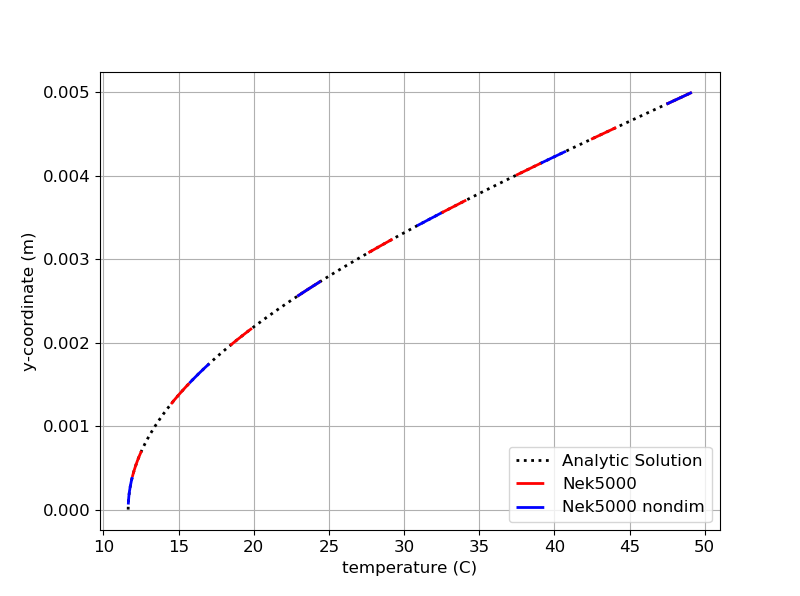 0.005
0.004
0.003
0.002
0.001
0.000
y-coordinate (m)
Analytic Solution
Nek5000
Nek5000 nondim
10 15 20 25 30 35 40 45 50
temperature (C)